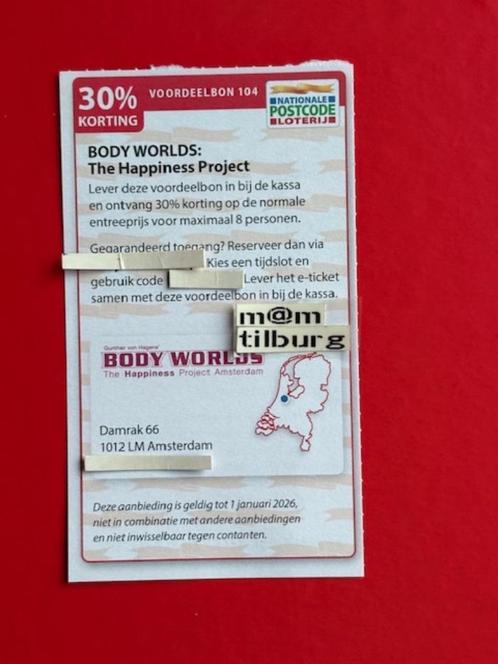 30%
KORTING
VOORDEELBON 104
NATIONALE
POSTCODE
LOTERIJ
BODY WORLDS:
The Happiness Project
Lever deze voordeelbon in bij de kassa
en ontvang 30% korting op de normale
entreeprijs voor maximaal 8 personen.
Gegarandeerd toegang? Reserveer dan via
Kies een tijdslot en
gebruik code Lever het e-ticket
samen met deze voordeelbon in bij de kassa.
m@m
tilburg
Gunther von Hagens'
BODY WORLDS
The Happiness Project Amsterdam
Damrak 66
1012 LM Amsterdam
Deze aanbieding is geldig tot 1 januari 2026,
niet in combinatie met andere aanbiedingen
en niet inwisselbaar tegen contanten.